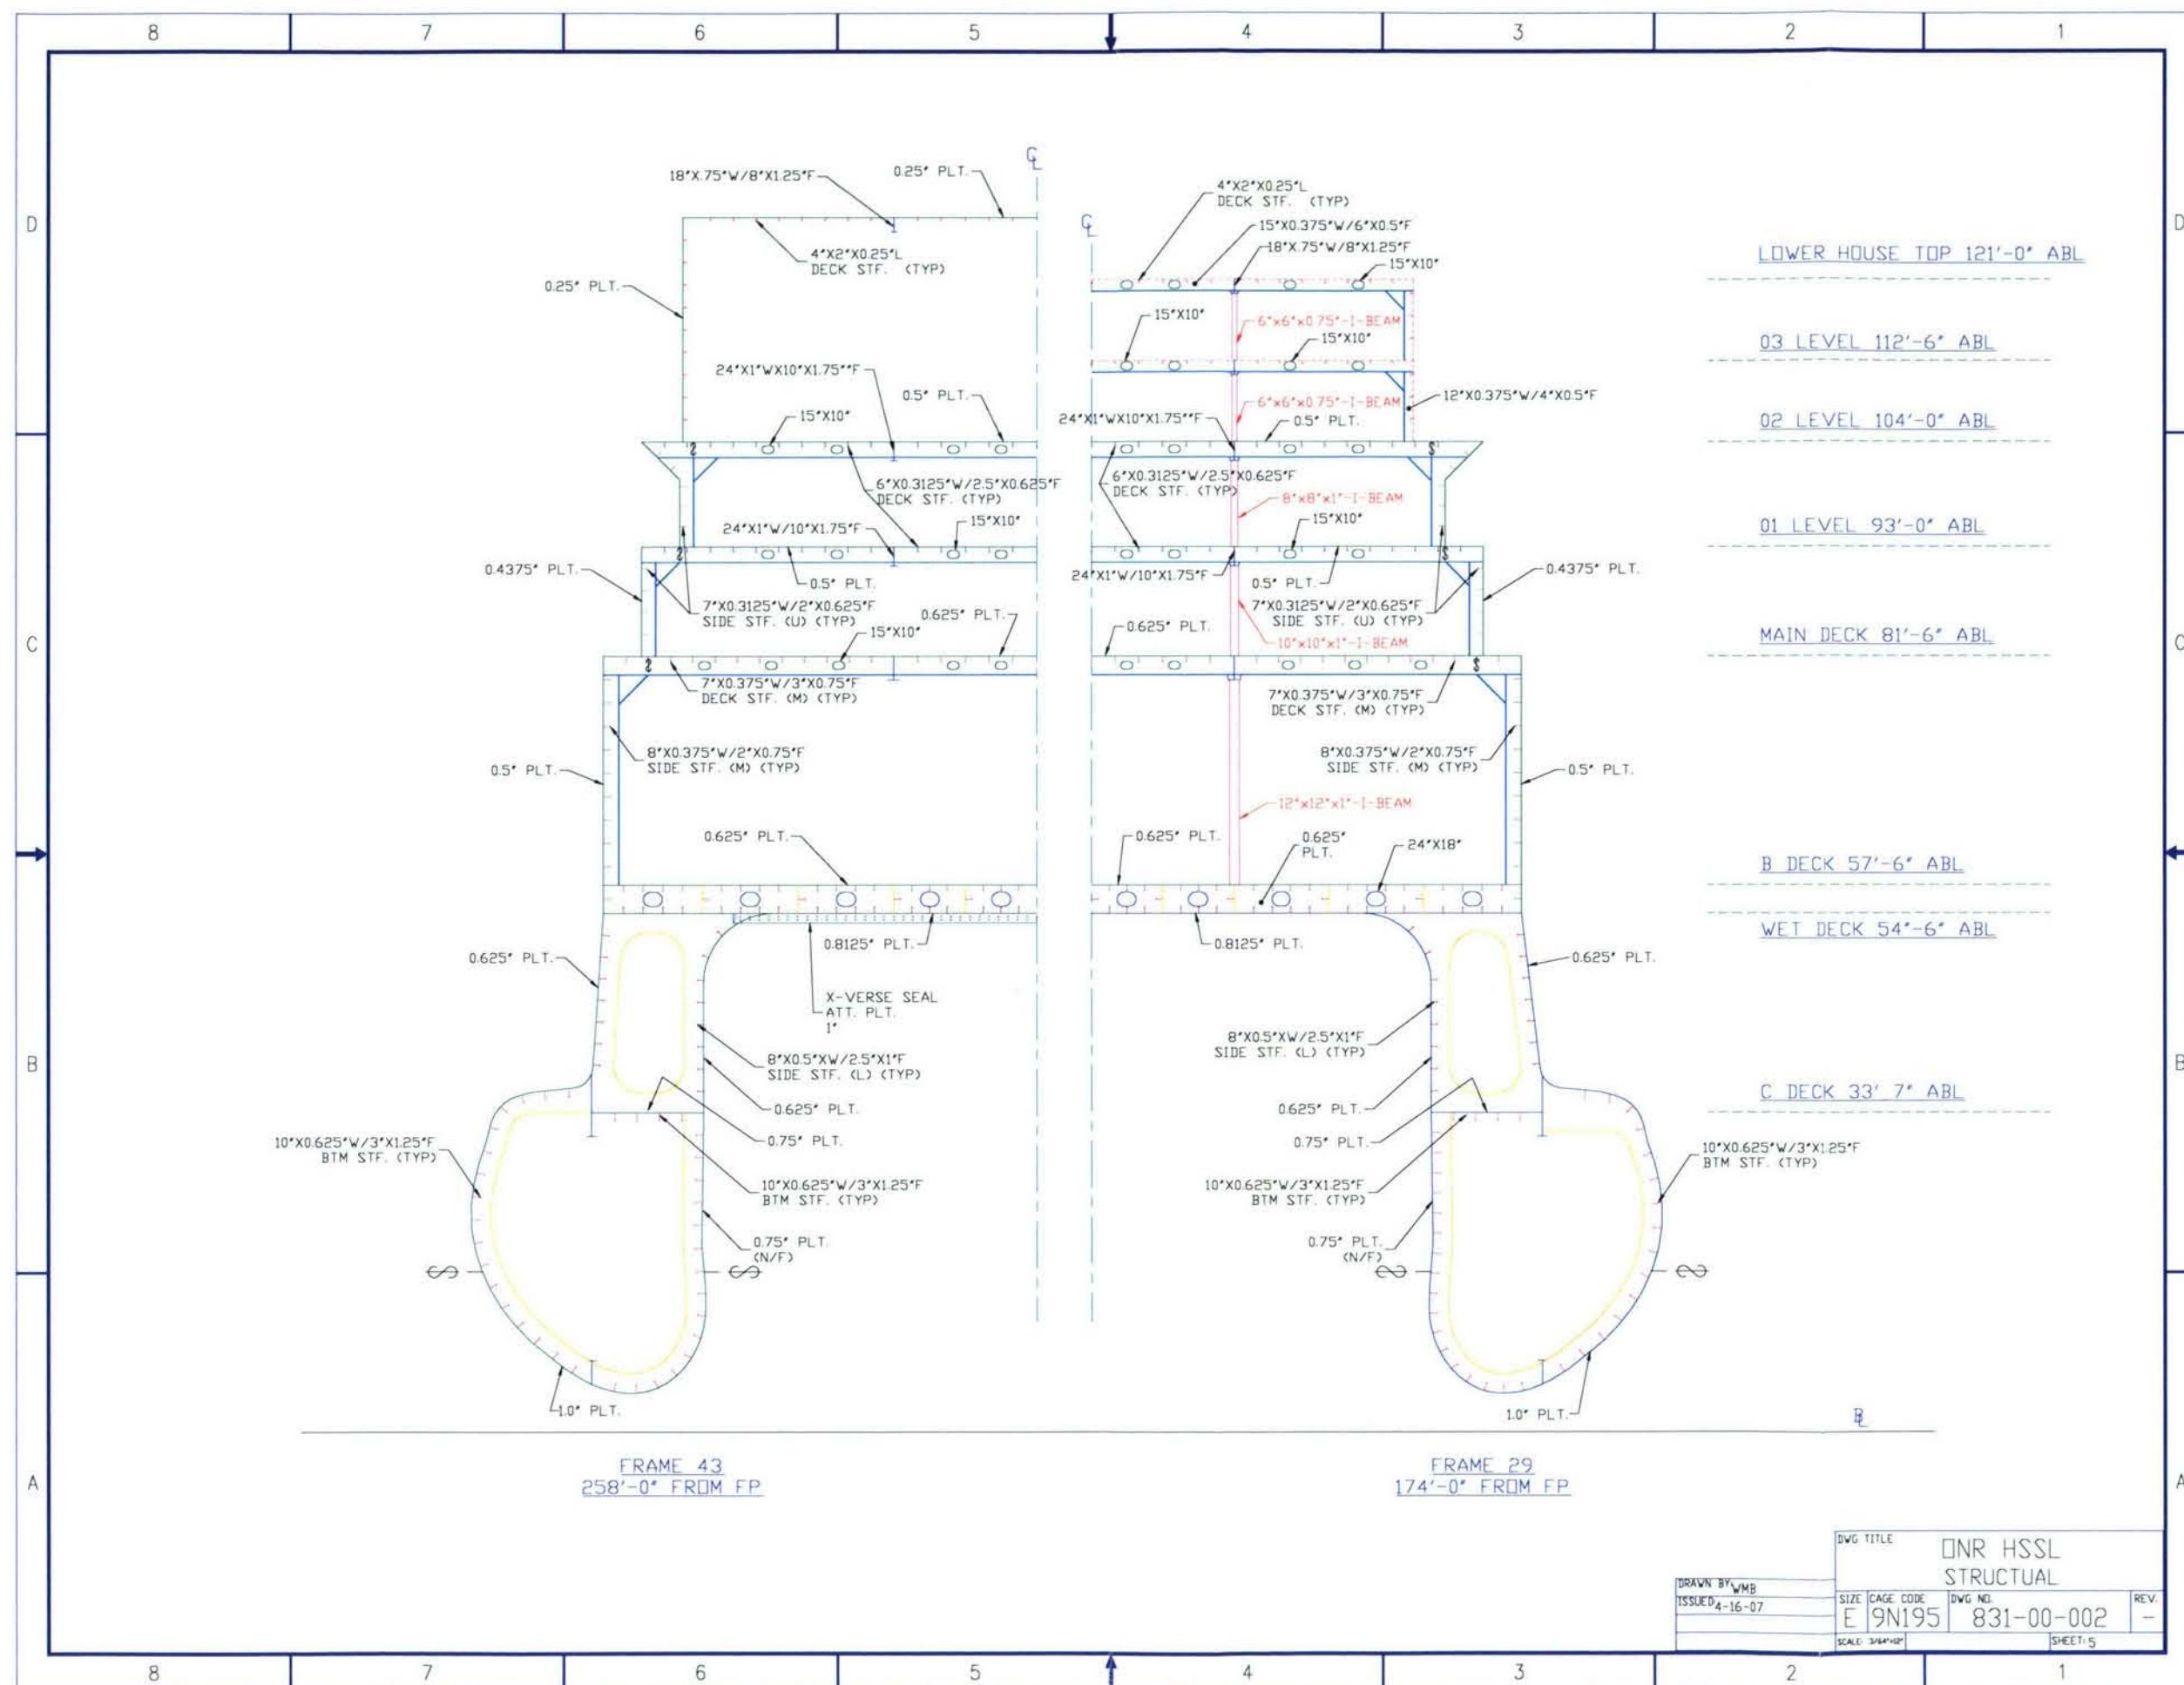 8 7 6 5 4 3 2 1
D
D
C
C
B
B
A
A
18"X.75"W/8"X1.25"F
0.25" PLT.
4"X2"X0.25"L
DECK STF. (TYP)
0.25" PLT.
24"X1"WX10"X1.75""F
0.5" PLT.
15"X10"
6"X0.3125"W/2.5"X0.625"F
DECK STF. (TYP)
24"X1"W/10"X1.75"F
15"X10"
0.4375" PLT.
0.5" PLT.
7"X0.3125"W/2"X0.625"F
SIDE STF. (U) (TYP)
0.625" PLT.
15"X10"
7"X0.375"W/3"X0.75"F
DECK STF. (M) (TYP)
8"X0.375"W/2"X0.75"F
SIDE STF. (M) (TYP)
0.5" PLT.
0.625" PLT.
0.8125" PLT.
0.625" PLT.
X-VERSE SEAL
ATT. PLT.
1"
8"X0.5"XW/2.5"X1"F
SIDE STF. (L) (TYP)
0.625" PLT.
0.75" PLT.
10"X0.625"W/3"X1.25"F
BTM STF. (TYP)
10"X0.625"W/3"X1.25"F
BTM STF. (TYP)
0.75" PLT.
(N/F)
1.0" PLT.
FRAME 43
258'-0" FROM FP
CL
CL
4"X2"X0.25"L
DECK STF. (TYP)
15"X0.375"W/6"X0.5"F
18"X.75"W/8"X1.25"F
15"X10"
15"X10"
6"x6"x0.75"-I-BEAM
15"X10"
12"X0.375"W/4"X0.5"F
6"x6"x0.75"-I-BEAM
24"X1"WX10"X1.75""F
0.5" PLT.
6"X0.3125"W/2.5"X0.625"F
DECK STF. (TYP)
8"x8"x1"-I-BEAM
15"X10"
24"X1"W/10"X1.75"F
0.5" PLT.
0.4375" PLT.
7"X0.3125"W/2"X0.625"F
SIDE STF. (U) (TYP)
0.625" PLT.
10"x10"x1"-I-BEAM
7"X0.375"W/3"X0.75"F
DECK STF. (M) (TYP)
8"X0.375"W/2"X0.75"F
SIDE STF. (M) (TYP)
0.5" PLT.
12"x12"x1"-I-BEAM
0.625" PLT.
0.625"
PLT.
24"X18"
0.8125" PLT.
0.625" PLT.
8"X0.5"XW/2.5"X1"F
SIDE STF. (L) (TYP)
0.625" PLT.
0.75" PLT.
10"X0.625"W/3"X1.25"F
BTM STF. (TYP)
10"X0.625"W/3"X1.25"F
BTM STF. (TYP)
0.75" PLT.
(N/F)
1.0" PLT.
BL
FRAME 29
174'-0" FROM FP
LOWER HOUSE TOP 121'-0" ABL
03 LEVEL 112'-6" ABL
02 LEVEL 104'-0" ABL
01 LEVEL 93'-0" ABL
MAIN DECK 81'-6" ABL
B DECK 57'-6" ABL
WET DECK 54"-6" ABL
C DECK 33' 7" ABL
DWG TITLE
ONR HSSL
STRUCTUAL
DRAWN BY WMB
ISSUED 4-16-07
SIZE E
CAGE CODE 9N195
DWG NO. 831-00-002
REV. -
SCALE: 3/64"=12"
SHEET: 5
8 7 6 5 4 3 2 1